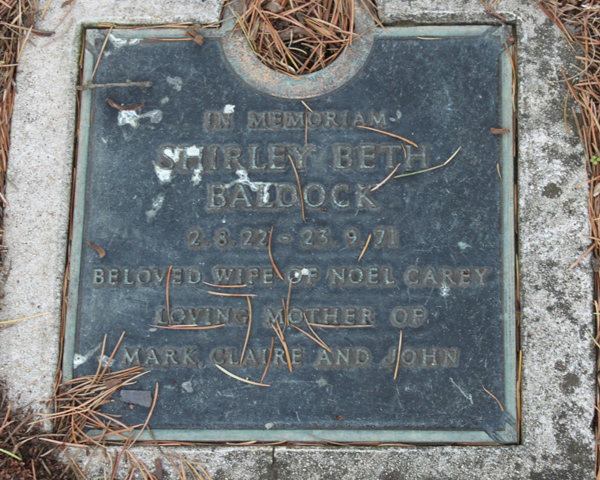 IN MEMORIAM
SHIRLEY BETH
BALDOCK
2.8.22 - 23.9.71
BELOVED WIFE OF NOEL CAREY
LOVING MOTHER OF
MARK, CLAIRE AND JOHN